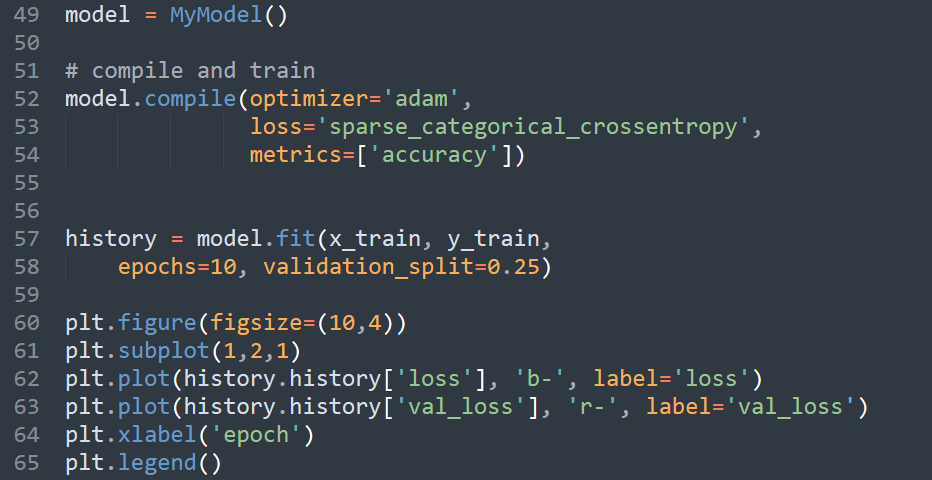 49 model = MyModel()
50
51 # compile and train
52 model.compile(optimizer='adam',
53               loss='sparse_categorical_crossentropy',
54               metrics=['accuracy'])
55
56
57 history = model.fit(x_train, y_train,
58     epochs=10, validation_split=0.25)
59
60 plt.figure(figsize=(10,4))
61 plt.subplot(1,2,1)
62 plt.plot(history.history['loss'], 'b-', label='loss')
63 plt.plot(history.history['val_loss'], 'r-', label='val_loss')
64 plt.xlabel('epoch')
65 plt.legend()